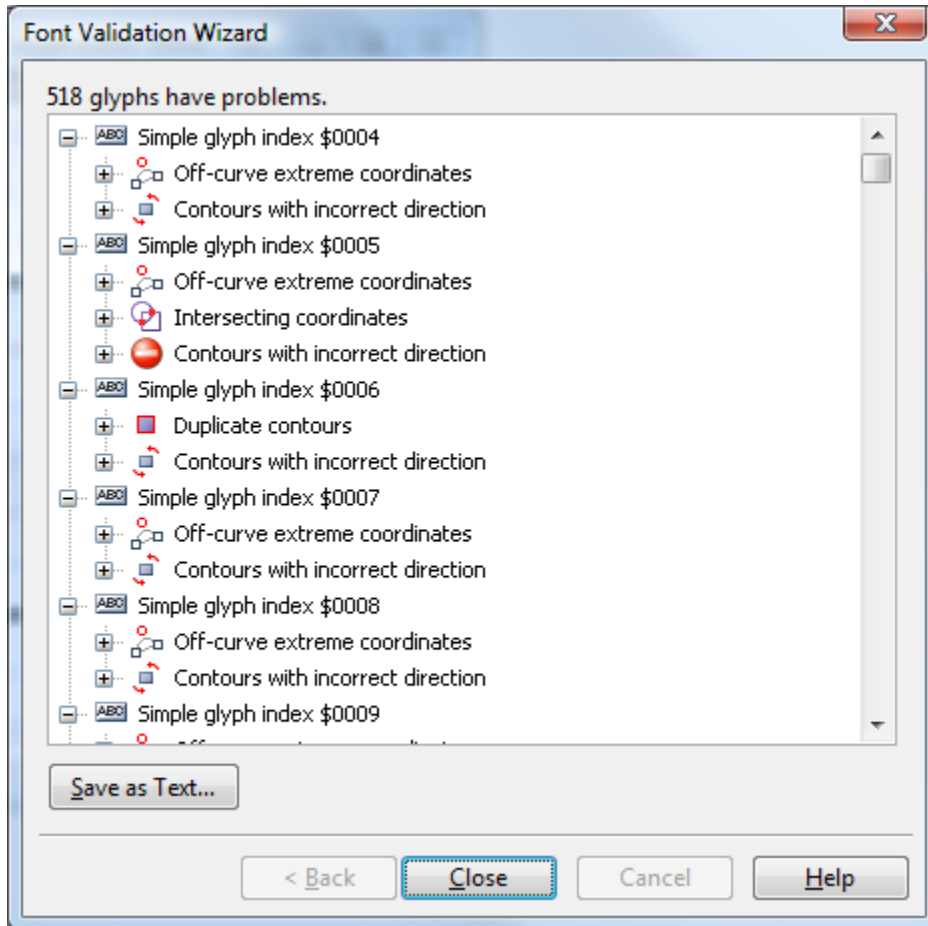 Font Validation Wizard
518 glyphs have problems.
ABC Simple glyph index $0004
Off-curve extreme coordinates
Contours with incorrect direction
ABC Simple glyph index $0005
Off-curve extreme coordinates
Intersecting coordinates
Contours with incorrect direction
ABC Simple glyph index $0006
Duplicate contours
Contours with incorrect direction
ABC Simple glyph index $0007
Off-curve extreme coordinates
Contours with incorrect direction
ABC Simple glyph index $0008
Off-curve extreme coordinates
Contours with incorrect direction
ABC Simple glyph index $0009
Save as Text...
< Back Close Cancel Help